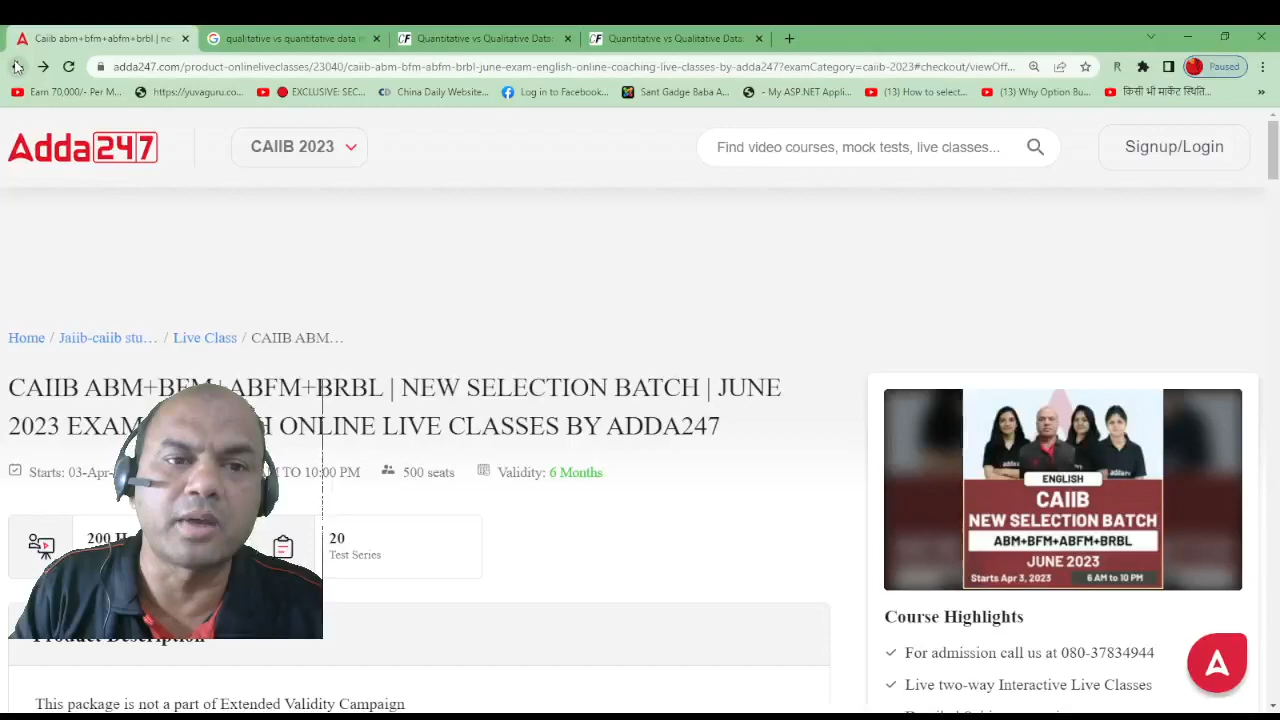 Caiib abm+bfm+abfm+brbl | ne
qualitative vs quantitative data i
Quantitative vs Qualitative Data:
Quantitative vs Qualitative Data:
adda247.com/product-onlineliveclasses/23040/caiib-abm-bfm-abfm-brbl-june-exam-english-online-coaching-live-classes-by-adda247?examCategory=caiib-2023#checkout/viewOff...
R
Paused
Earn 70,000/- Per M...
https://yuvaguru.co...
EXCLUSIVE: SEC...
China Daily Website...
Log in to Facebook...
Sant Gadge Baba A...
- My ASP.NET Appli...
(13) How to select...
(13) Why Option Bu...
किसी भी मार्केट स्थिति...
Adda247
CAIIB 2023
Find video courses, mock tests, live classes...
Signup/Login
Home / Jaiib-caiib stu... / Live Class / CAIIB ABM...
CAIIB ABM+BFM+ABFM+BRBL | NEW SELECTION BATCH | JUNE
2023 EXAM ONLINE LIVE CLASSES BY ADDA247
Starts: 03-Apr- TO 10:00 PM 500 seats Validity: 6 Months
200
20
Test Series
Product Description
This package is not a part of Extended Validity Campaign
ENGLISH
CAIIB
NEW SELECTION BATCH
ABM+BFM+ABFM+BRBL
JUNE 2023
Starts Apr 3, 2023 6 AM to 10 PM
Course Highlights
For admission call us at 080-37834944
Live two-way Interactive Live Classes